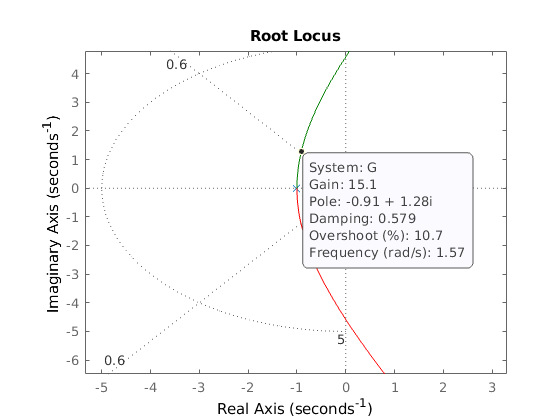 Root Locus
0.6
4
3
2
1
0
-1
-2
-3
-4
-5
-6
Imaginary Axis (seconds-1)
System: G
Gain: 15.1
Pole: -0.91 + 1.28i
Damping: 0.579
Overshoot (%): 10.7
Frequency (rad/s): 1.57
5
0.6
-5 -4 -3 -2 -1 0 1 2 3
Real Axis (seconds-1)